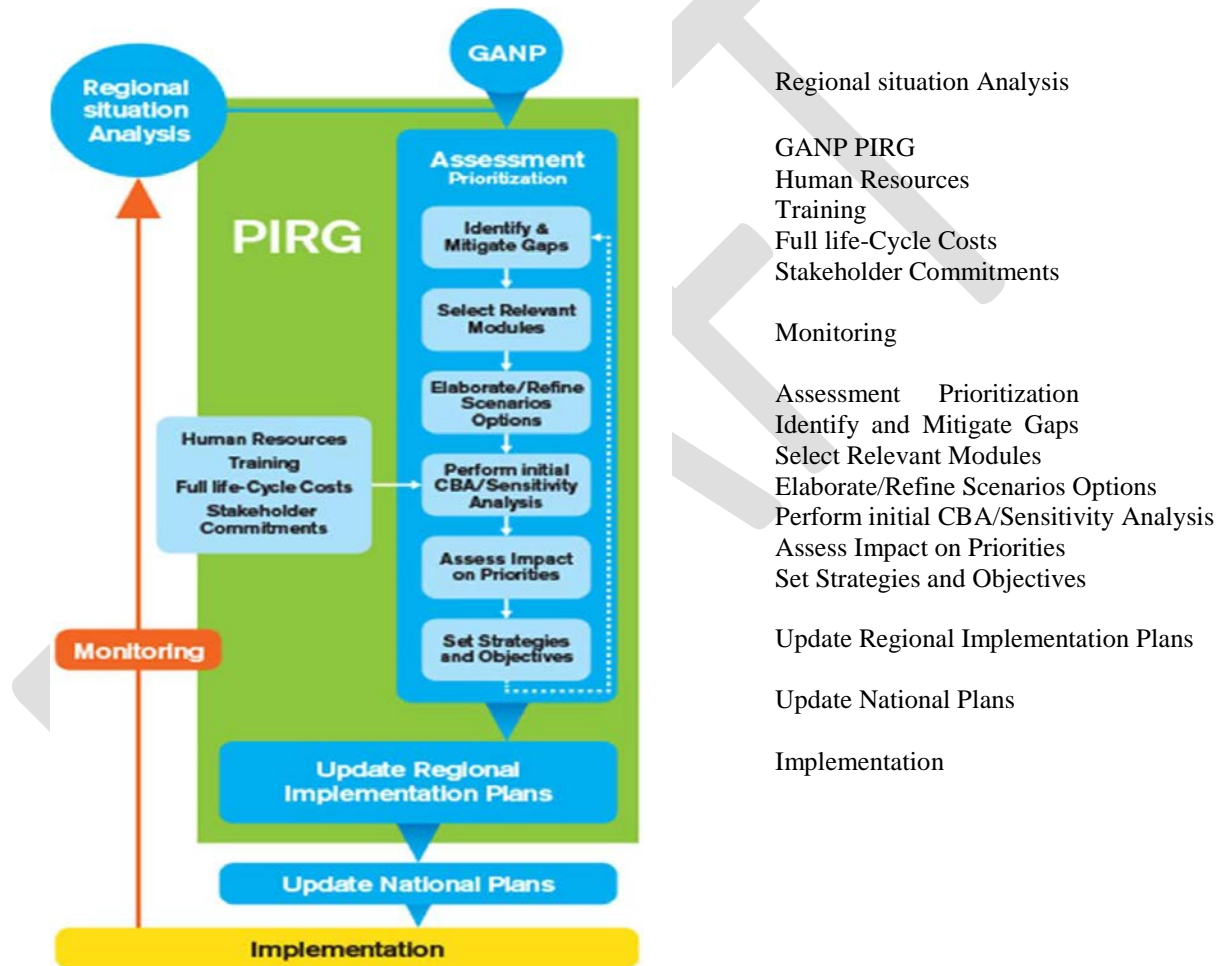 GANP
Regional
situation
Analysis
PIRG
Assessment
Prioritization
Identify &
Mitigate Gaps
Select Relevant
Modules
Elaborate/Refine
Scenarios
Options
Human Resources
Training
Full life-Cycle Costs
Stakeholder
Commitments
Perform initial
CBA/Sensitivity
Analysis
Assess Impact
on Priorities
Set Strategies
and Objectives
Monitoring
Update Regional
Implementation Plans
Update National Plans
Implementation
Regional situation Analysis
GANP PIRG
Human Resources
Training
Full life-Cycle Costs
Stakeholder Commitments
Monitoring
Assessment Prioritization
Identify and Mitigate Gaps
Select Relevant Modules
Elaborate/Refine Scenarios Options
Perform initial CBA/Sensitivity Analysis
Assess Impact on Priorities
Set Strategies and Objectives
Update Regional Implementation Plans
Update National Plans
Implementation